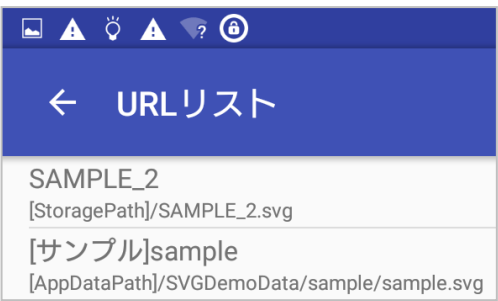 URLリスト
SAMPLE_2
[StoragePath]/SAMPLE_2.svg
[サンプル]sample
[AppDataPath]/SVGDemoData/sample/sample.svg